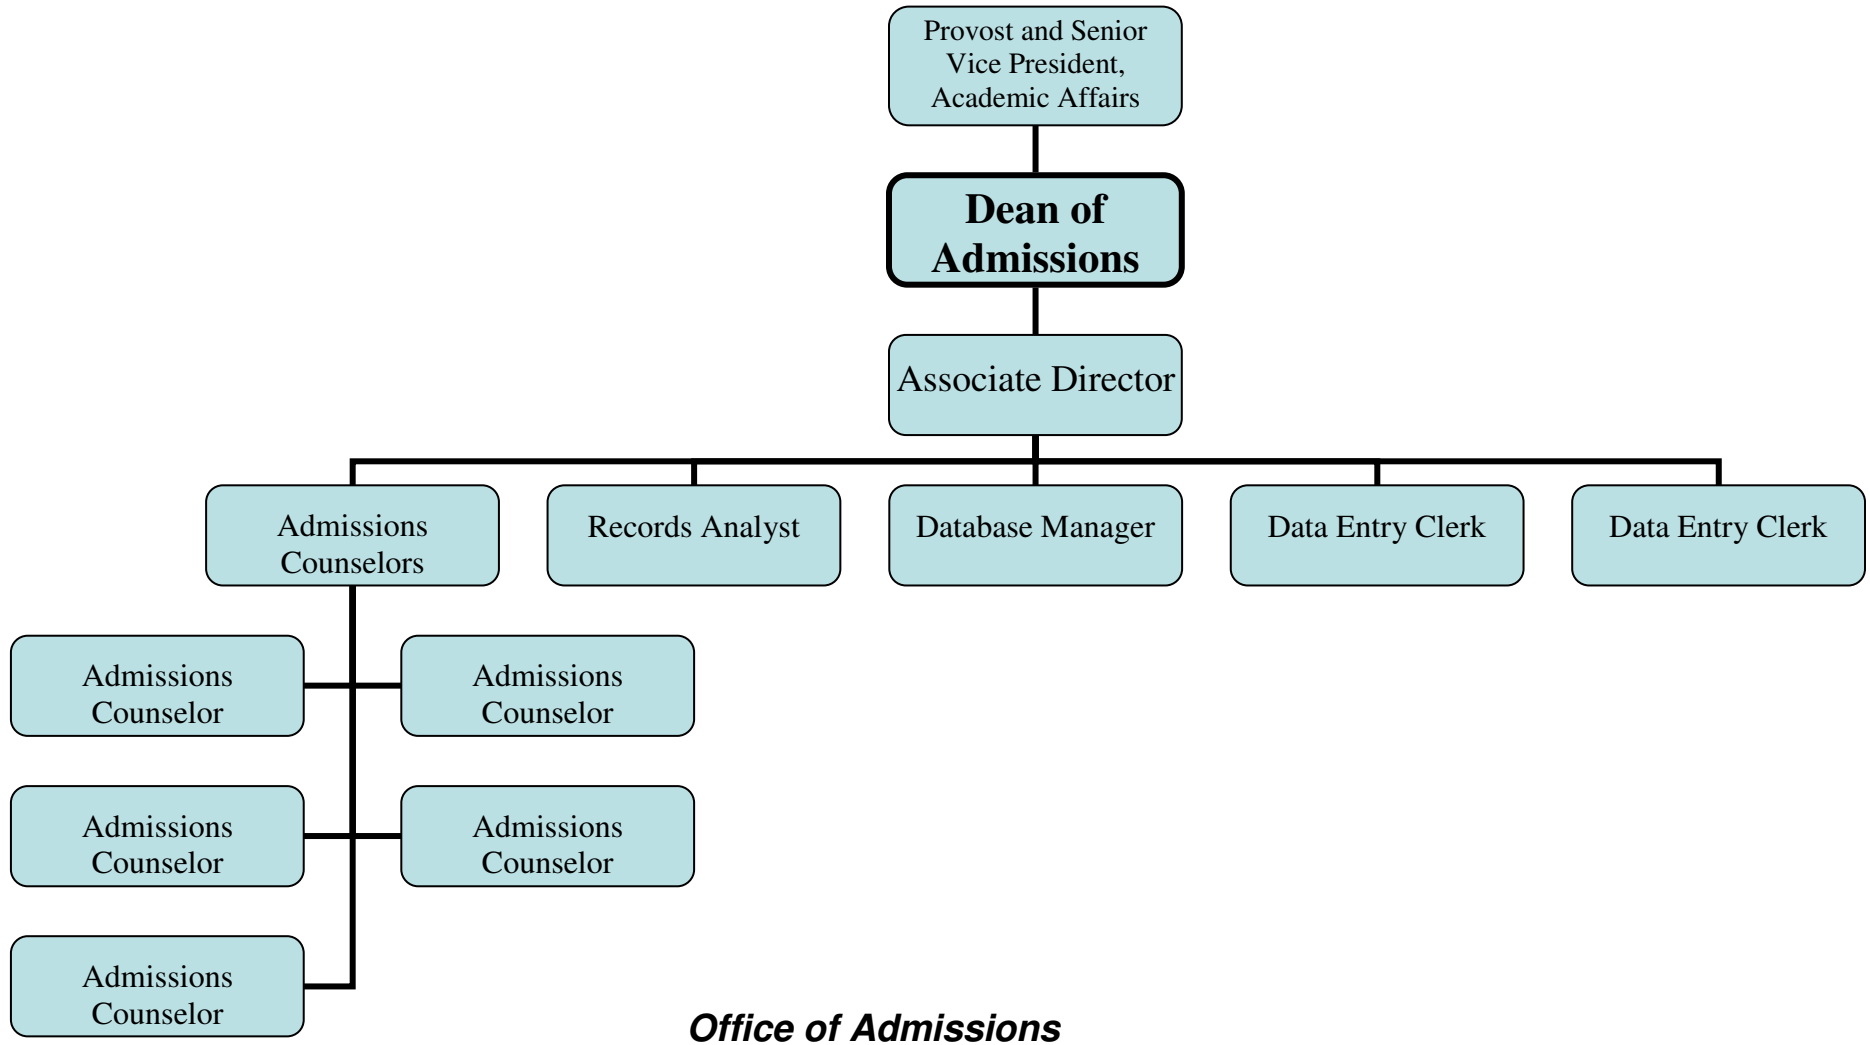 Provost and Senior
Vice President,
Academic Affairs
Dean of
Admissions
Associate Director
Admissions
Counselors
Records Analyst
Database Manager
Data Entry Clerk
Data Entry Clerk
Admissions
Counselor
Admissions
Counselor
Admissions
Counselor
Admissions
Counselor
Admissions
Counselor
Office of Admissions